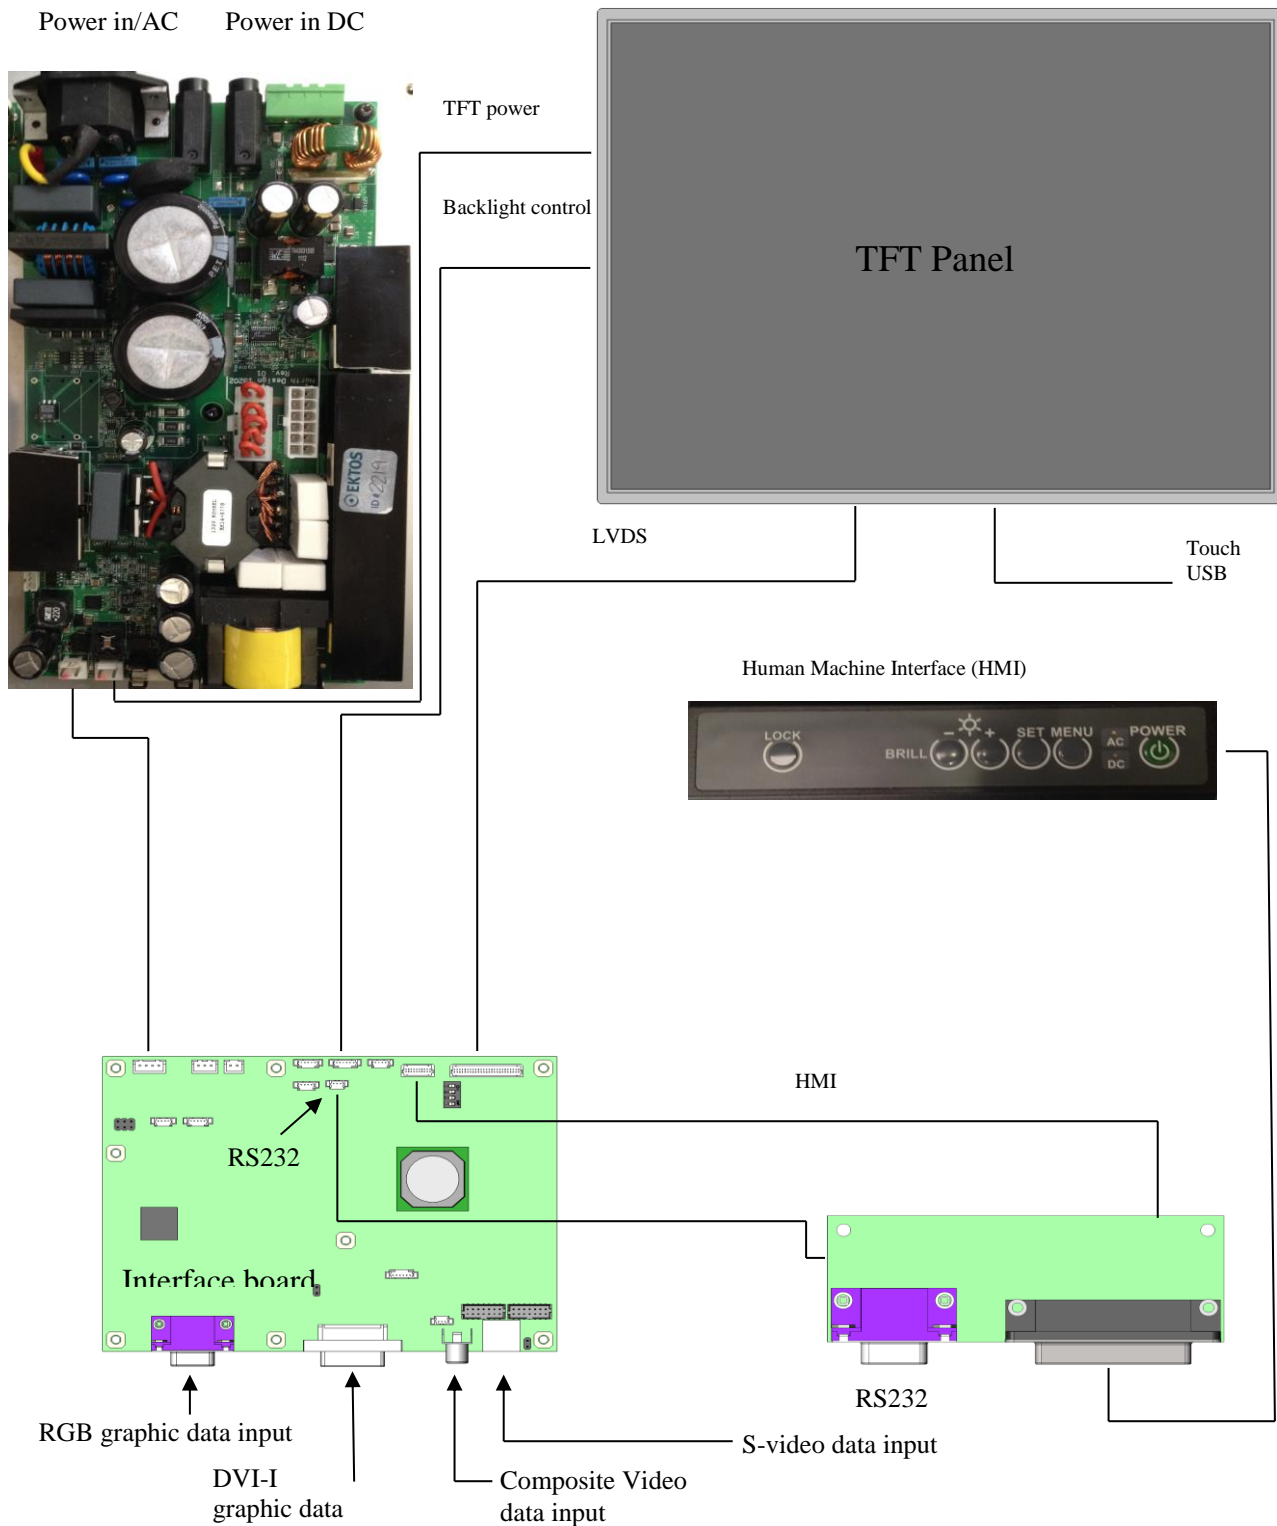 Power in/AC
Power in DC
TFT power
Backlight control
TFT Panel
EKTOS
ID# 2219
LVDS
Touch
USB
Human Machine Interface (HMI)
LOCK
BRILL
- +
SET MENU
AC
DC
POWER
HMI
RS232
Interface board
RS232
RGB graphic data input
S-video data input
DVI-I
graphic data
Composite Video
data input